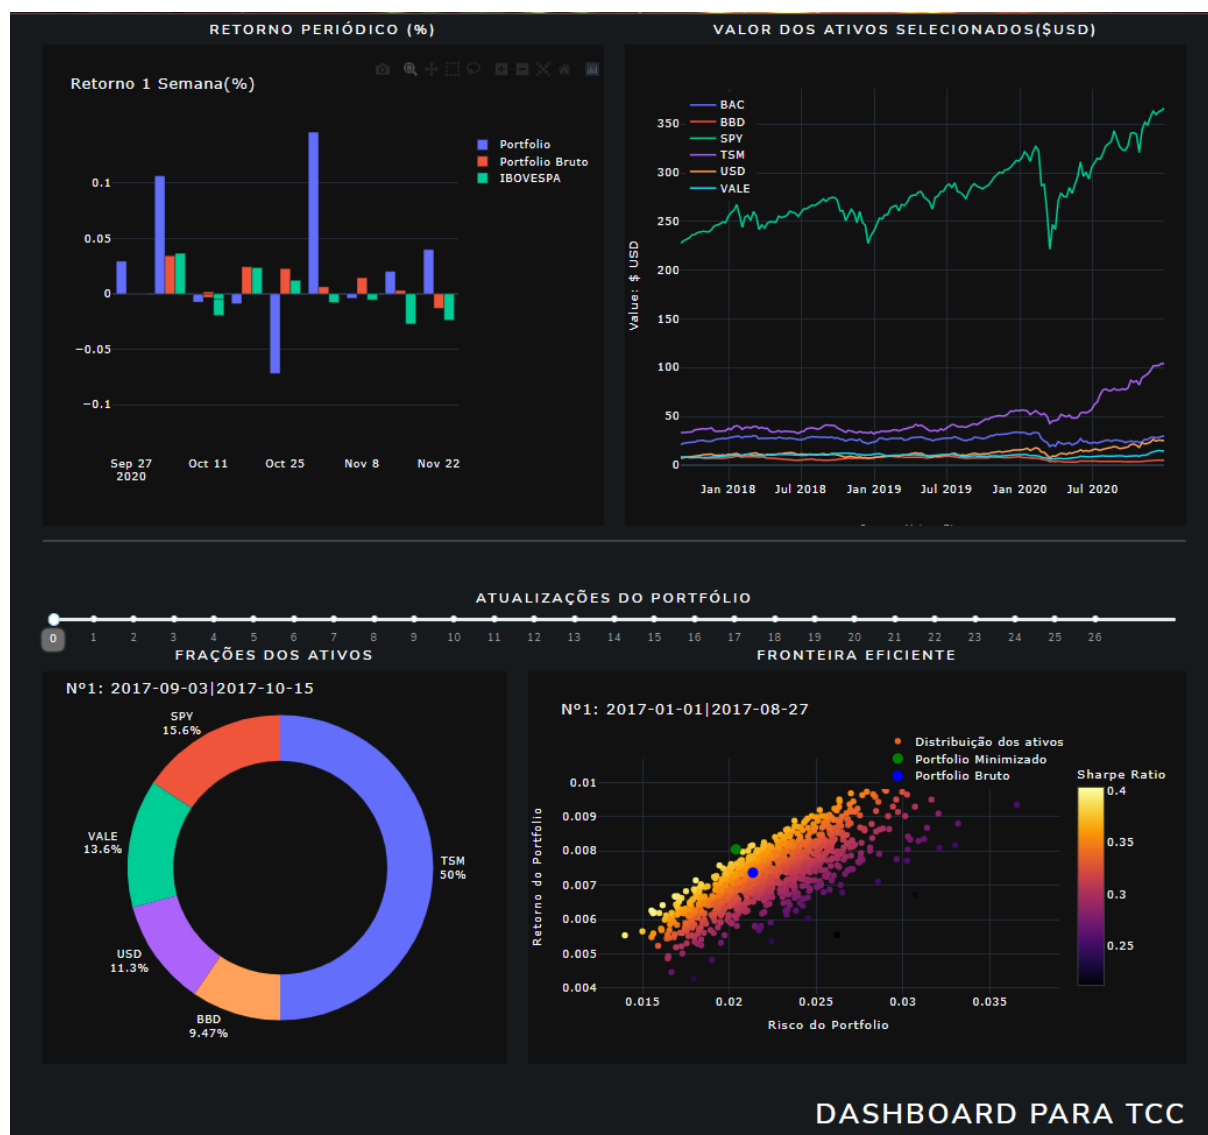 RETORNO PERIÓDICO (%)
VALOR DOS ATIVOS SELECIONADOS($USD)
Retorno 1 Semana(%)
Portfolio
Portfolio Bruto
IBOVESPA
0.1
0.05
0
−0.05
−0.1
Sep 27
2020
Oct 11
Oct 25
Nov 8
Nov 22
BAC
BBD
SPY
TSM
USD
VALE
350
300
250
200
150
100
50
0
Value: $ USD
Jan 2018
Jul 2018
Jan 2019
Jul 2019
Jan 2020
Jul 2020
ATUALIZAÇÕES DO PORTFÓLIO
0 1 2 3 4 5 6 7 8 9 10 11 12 13 14 15 16 17 18 19 20 21 22 23 24 25 26
FRAÇÕES DOS ATIVOS
FRONTEIRA EFICIENTE
Nº1: 2017-09-03|2017-10-15
SPY
15.6%
VALE
13.6%
TSM
50%
USD
11.3%
BBD
9.47%
Nº1: 2017-01-01|2017-08-27
Distribuição dos ativos
Portfolio Minimizado
Portfolio Bruto
Sharpe Ratio
0.4
0.35
0.3
0.25
0.01
0.009
0.008
0.007
0.006
0.005
0.004
Retorno do Portfolio
0.015
0.02
0.025
0.03
0.035
Risco do Portfolio
DASHBOARD PARA TCC